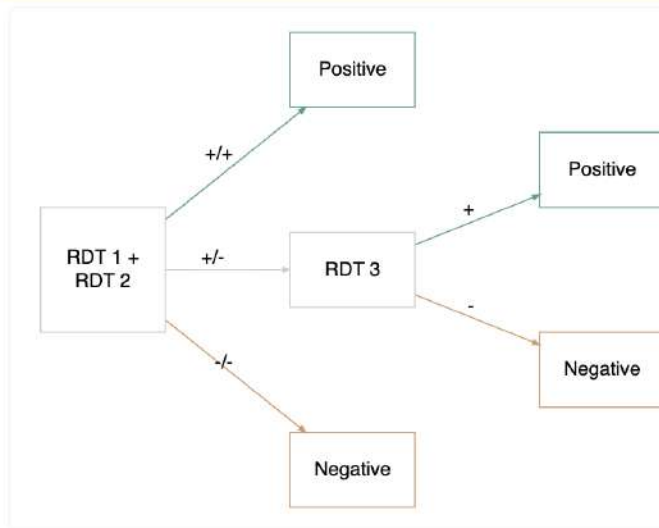 Positive
+/+
Positive
+
RDT 1 +
RDT 2
+/-
RDT 3
-
Negative
-/-
Negative